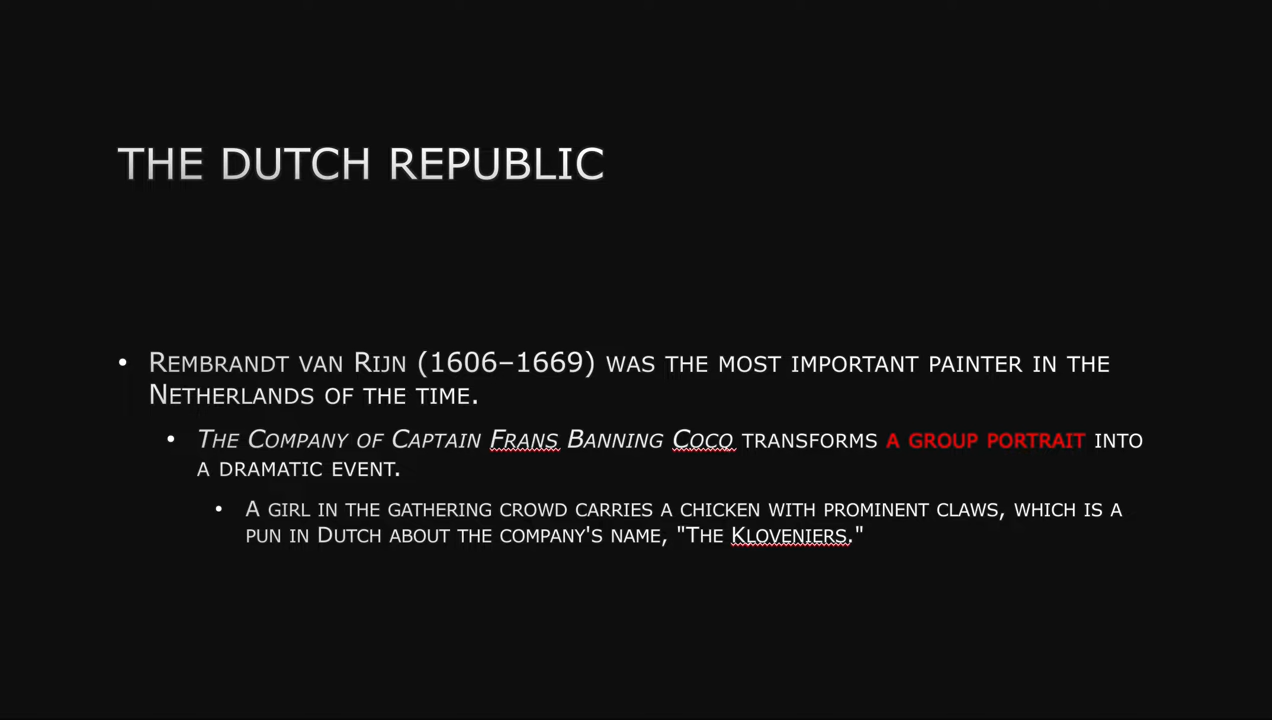 THE DUTCH REPUBLIC
• REMBRANDT VAN RIJN (1606–1669) WAS THE MOST IMPORTANT PAINTER IN THE
NETHERLANDS OF THE TIME.
• THE COMPANY OF CAPTAIN FRANS BANNING COCQ TRANSFORMS A GROUP PORTRAIT INTO
A DRAMATIC EVENT.
• A GIRL IN THE GATHERING CROWD CARRIES A CHICKEN WITH PROMINENT CLAWS, WHICH IS A
PUN IN DUTCH ABOUT THE COMPANY'S NAME, "THE KLOVENIERS."